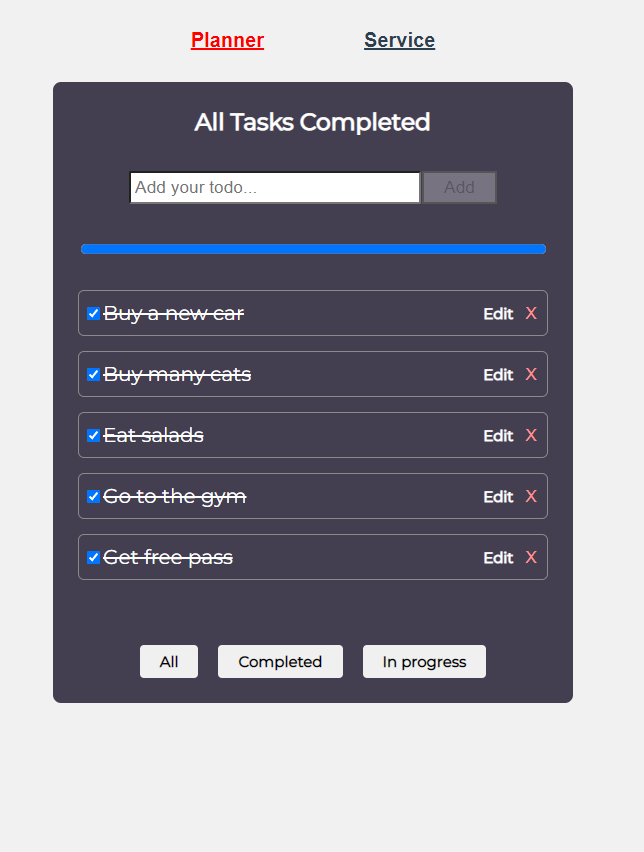 Planner Service
All Tasks Completed
Add your todo... Add
Buy a new car Edit X
Buy many cats Edit X
Eat salads Edit X
Go to the gym Edit X
Get free pass Edit X
All Completed In progress